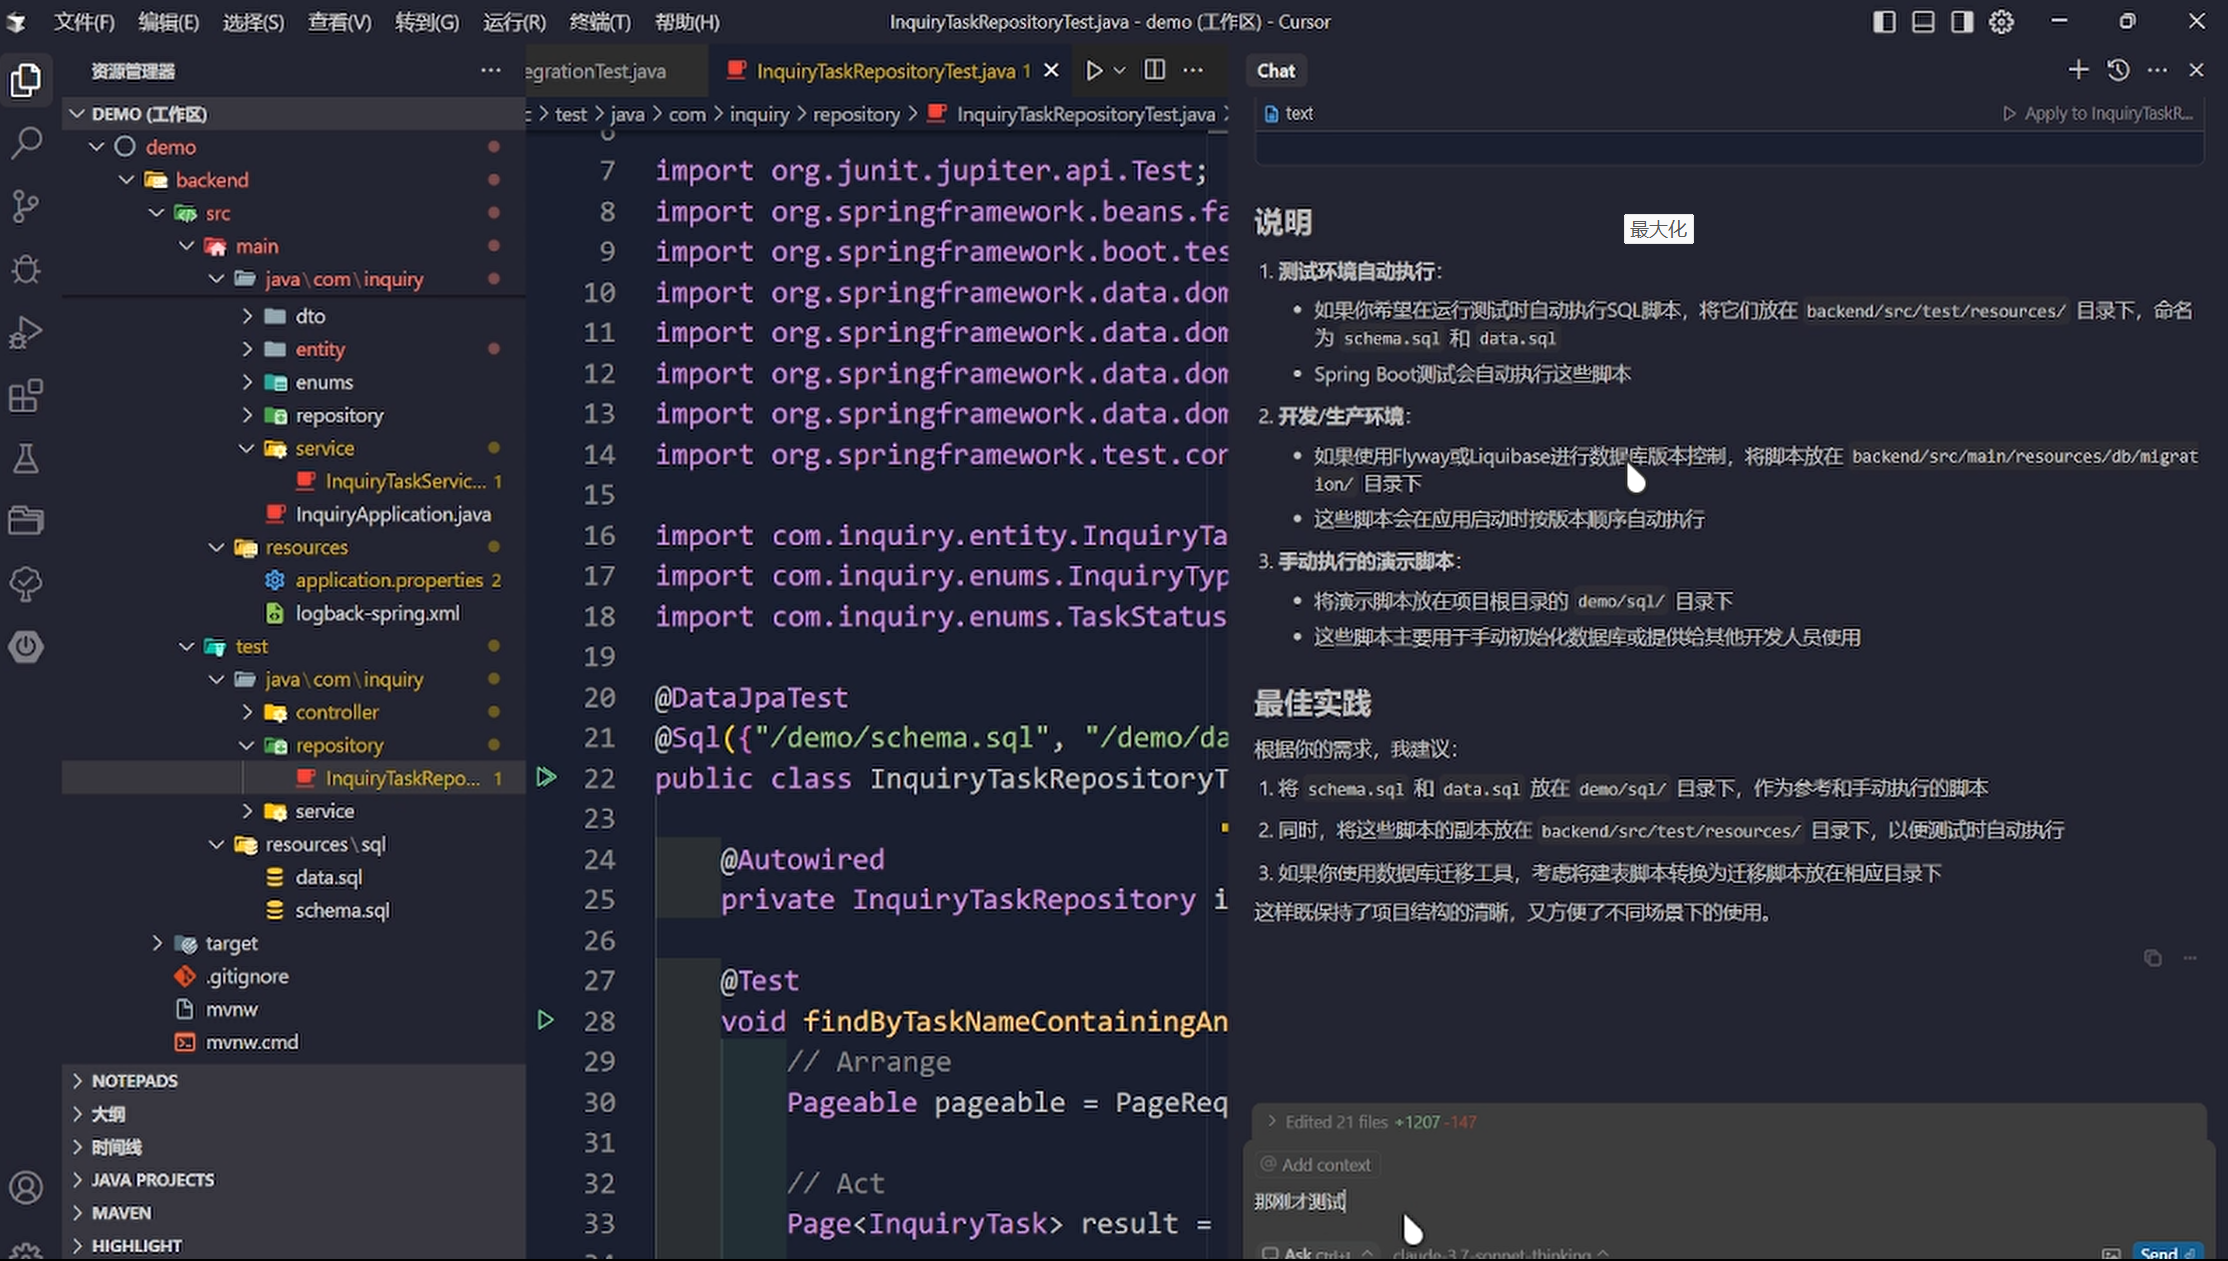 文件(F) 编辑(E) 选择(S) 查看(V) 转到(G) 运行(R) 终端(T) 帮助(H)
InquiryTaskRepositoryTest.java - demo (工作区) - Cursor
资源管理器
DEMO (工作区)
demo
backend
src
main
java\com\inquiry
dto
entity
enums
repository
service
InquiryTaskServic... 1
InquiryApplication.java
resources
application.properties 2
logback-spring.xml
test
java\com\inquiry
controller
repository
InquiryTaskRepo... 1
service
resources\sql
data.sql
schema.sql
target
.gitignore
mvnw
mvnw.cmd
NOTEPADS
大纲
时间线
JAVA PROJECTS
MAVEN
HIGHLIGHT
egrationTest.java
InquiryTaskRepositoryTest.java 1
> test > java > com > inquiry > repository > InquiryTaskRepositoryTest.java >
7 import org.junit.jupiter.api.Test;
8 import org.springframework.beans.fa
9 import org.springframework.boot.tes
10 import org.springframework.data.dom
11 import org.springframework.data.dom
12 import org.springframework.data.dom
13 import org.springframework.data.dom
14 import org.springframework.test.con
15
16 import com.inquiry.entity.InquiryTa
17 import com.inquiry.enums.InquiryTyp
18 import com.inquiry.enums.TaskStatus
19
20 @DataJpaTest
21 @Sql({"/demo/schema.sql", "/demo/da
22 public class InquiryTaskRepositoryT
23
24 @Autowired
25 private InquiryTaskRepository i
26
27 @Test
28 void findByTaskNameContainingAn
29 // Arrange
30 Pageable pageable = PageReq
31
32 // Act
33 Page<InquiryTask> result =
Chat
text
Apply to InquiryTaskR...
说明
最大化
1. 测试环境自动执行:
• 如果你希望在运行测试时自动执行SQL脚本，将它们放在 backend/src/test/resources/ 目录下，命名
为 schema.sql 和 data.sql
• Spring Boot测试会自动执行这些脚本
2. 开发/生产环境:
• 如果使用Flyway或Liquibase进行数据库版本控制，将脚本放在 backend/src/main/resources/db/migrat
ion/ 目录下
• 这些脚本会在应用启动时按版本顺序自动执行
3. 手动执行的演示脚本:
• 将演示脚本放在项目根目录的 demo/sql/ 目录下
• 这些脚本主要用于手动初始化数据库或提供给其他开发人员使用
最佳实践
根据你的需求，我建议:
1. 将 schema.sql 和 data.sql 放在 demo/sql/ 目录下，作为参考和手动执行的脚本
2. 同时，将这些脚本的副本放在 backend/src/test/resources/ 目录下，以便测试时自动执行
3. 如果你使用数据库迁移工具，考虑将建表脚本转换为迁移脚本放在相应目录下
这样既保持了项目结构的清晰，又方便了不同场景下的使用。
Edited 21 files +1207 -147
@ Add context
那刚才测试
Ask Ctrl+L
claude-3.7-sonnet-thinking
Send